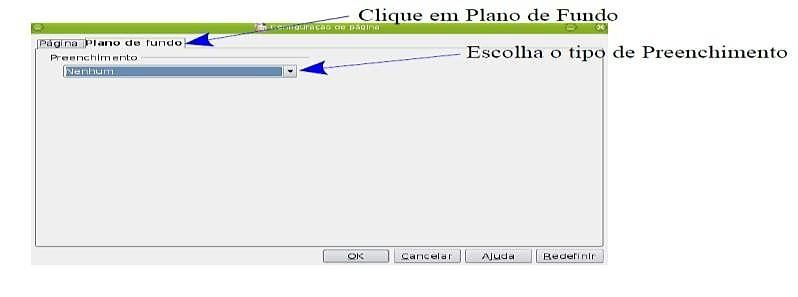 Clique em Plano de Fundo
Configuração de página
Página Plano de fundo
Escolha o tipo de Preenchimento
Preenchimento
Nenhum
OK Cancelar Ajuda Redefinir